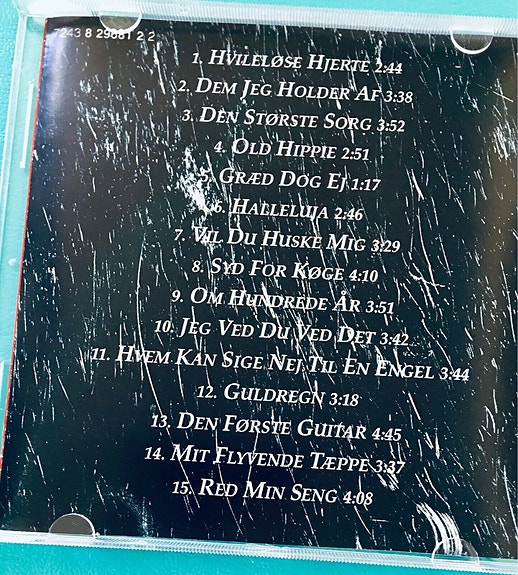 7243 8 29881 2 2
1. Hvileløse Hjerte 2:44
2. Dem Jeg Holder Af 3:38
3. Den Største Sorg 3:52
4. Old Hippie 2:51
5. Græd Dog Ej 1:17
6. Halleluja 2:46
7. Vil Du Huske Mig 3:29
8. Syd For Køge 4:10
9. Om Hundrede År 3:51
10. Jeg Ved Du Ved Det 3:42
11. Hvem Kan Sige Nej Til En Engel 3:44
12. Guldregn 3:18
13. Den Første Guitar 4:45
14. Mit Flyvende Tæppe 3:37
15. Red Min Seng 4:08